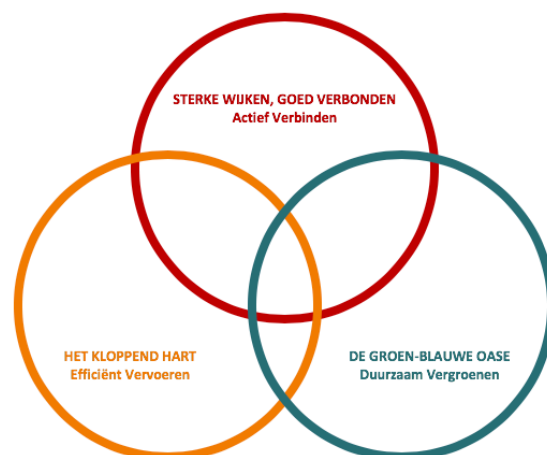 STERKE WIJKEN, GOED VERBONDEN
Actief Verbinden
HET KLOPPEND HART
Efficiënt Vervoeren
DE GROEN-BLAUWE OASE
Duurzaam Vergroenen